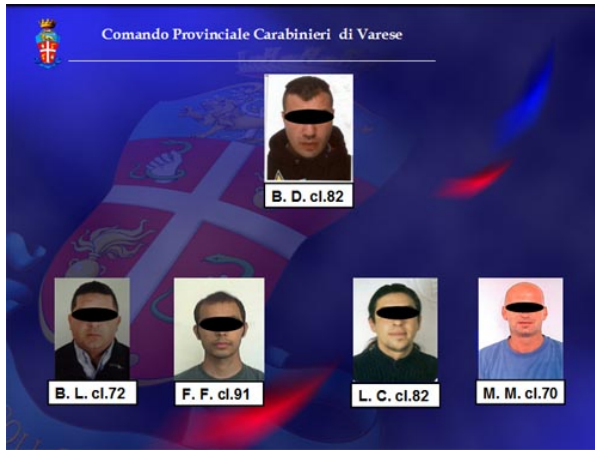 Comando Provinciale Carabinieri di Varese
B. D. cl.82
B. L. cl.72
F. F. cl.91
L. C. cl.82
M. M. cl.70